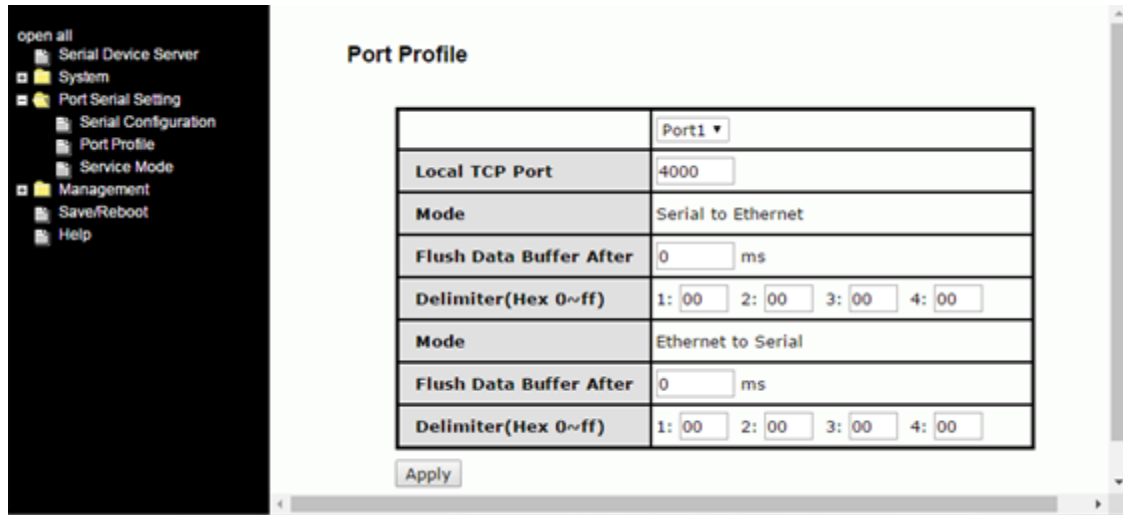 open all
Serial Device Server
System
Port Serial Setting
Serial Configuration
Port Profile
Service Mode
Management
Save/Reboot
Help
Port Profile
Port1
Local TCP Port 4000
Mode Serial to Ethernet
Flush Data Buffer After 0 ms
Delimiter(Hex 0~ff) 1: 00 2: 00 3: 00 4: 00
Mode Ethernet to Serial
Flush Data Buffer After 0 ms
Delimiter(Hex 0~ff) 1: 00 2: 00 3: 00 4: 00
Apply